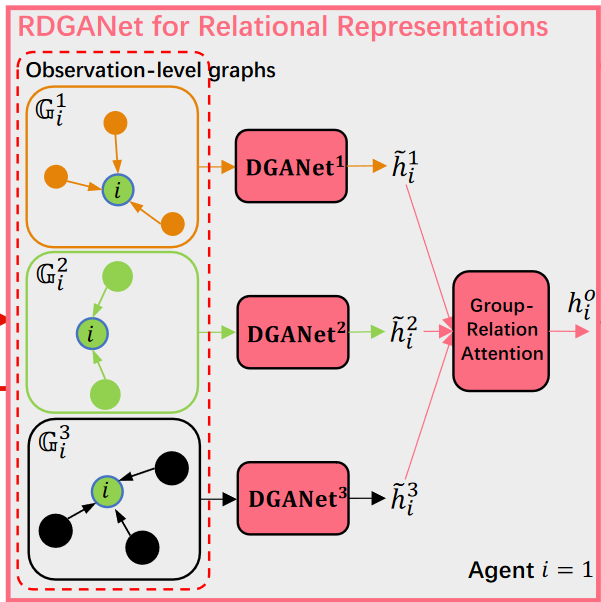 RDGANet for Relational Representations
Observation-level graphs
𝔾_i^1
i
DGANet^1
h̃_i^1
𝔾_i^2
i
DGANet^2
h̃_i^2
Group-
Relation
Attention
h_i^o
𝔾_i^3
i
DGANet^3
h̃_i^3
Agent i = 1